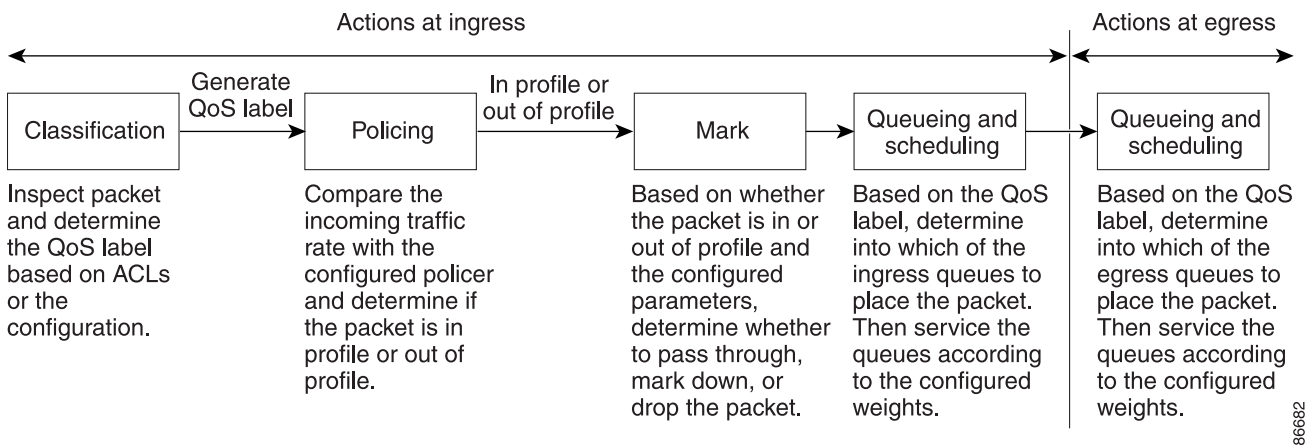 Actions at ingress
Actions at egress
Generate
QoS label
In profile or
out of profile
Classification
Policing
Mark
Queueing and
scheduling
Queueing and
scheduling
Inspect packet
and determine
the QoS label
based on ACLs
or the
configuration.
Compare the
incoming traffic
rate with the
configured policer
and determine if
the packet is in
profile or out of
profile.
Based on whether
the packet is in or
out of profile and
the configured
parameters,
determine whether
to pass through,
mark down, or
drop the packet.
Based on the QoS
label, determine
into which of the
ingress queues to
place the packet.
Then service the
queues according
to the configured
weights.
Based on the QoS
label, determine
into which of the
egress queues to
place the packet.
Then service the
queues according
to the configured
weights.
86682